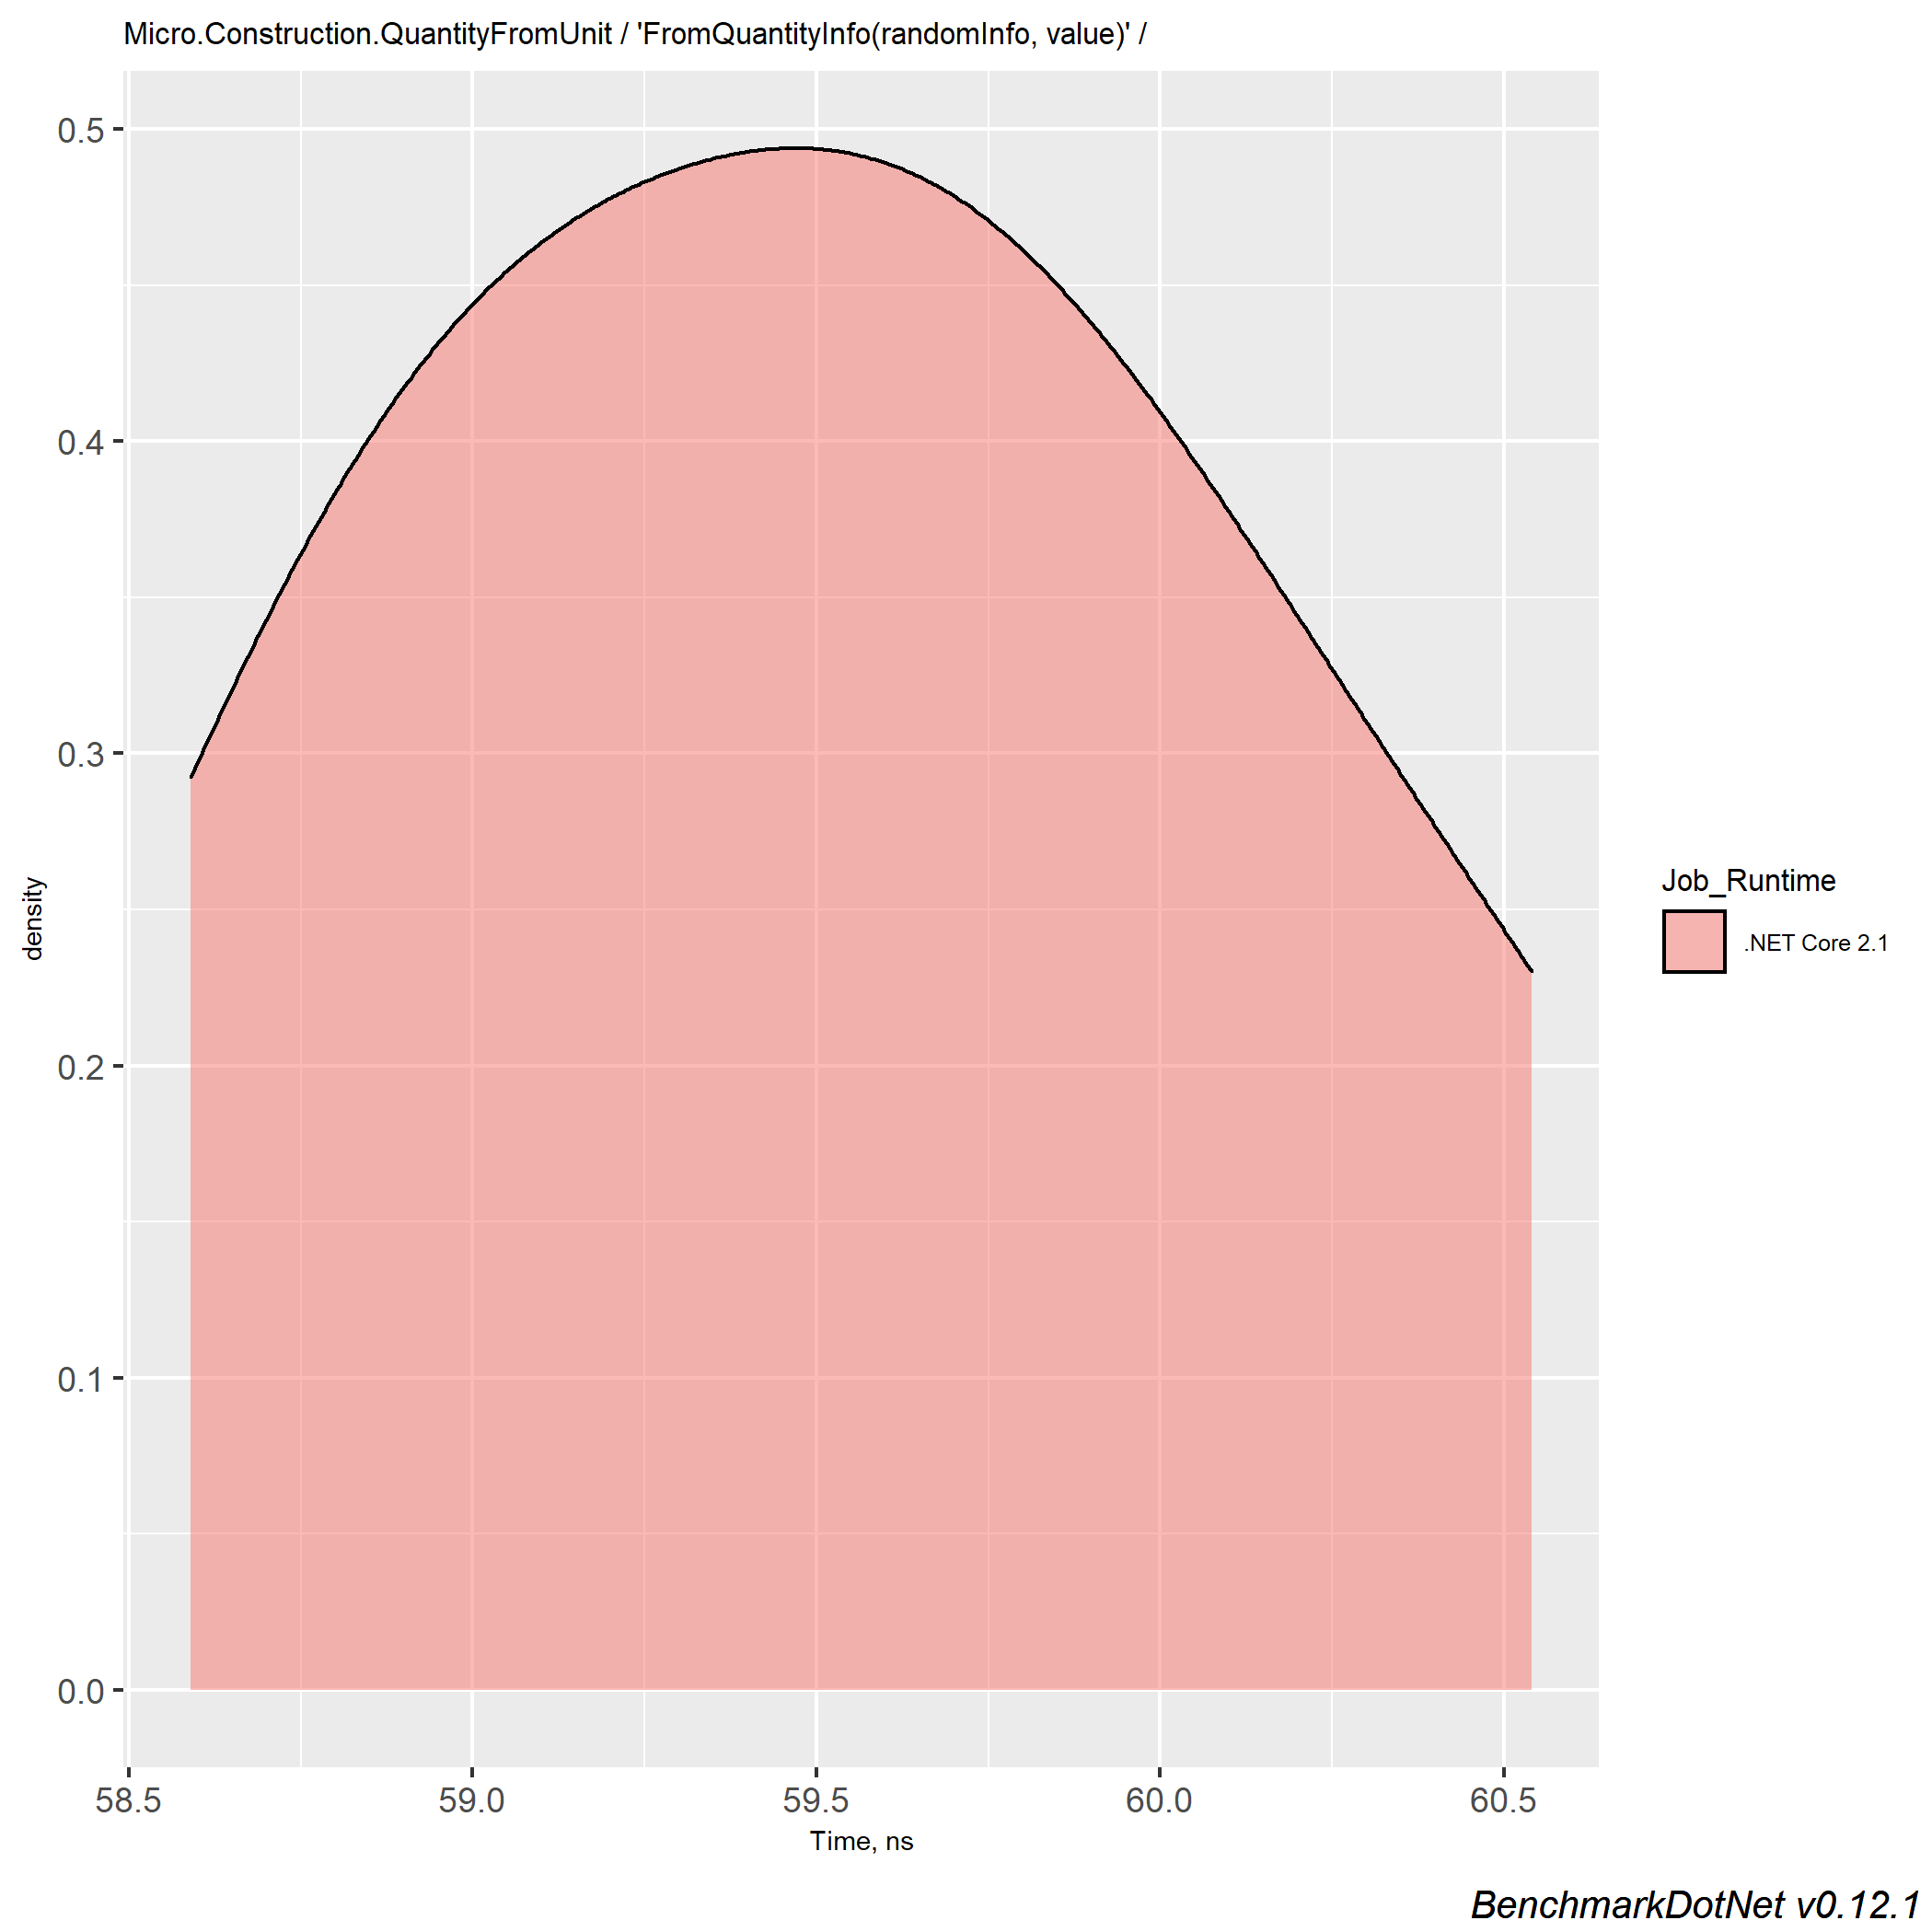 Micro.Construction.QuantityFromUnit / 'FromQuantityInfo(randomInfo, value)' /
0.5
0.4
0.3
0.2
0.1
0.0
density
58.5 59.0 59.5 60.0 60.5
Time, ns
Job_Runtime
.NET Core 2.1
BenchmarkDotNet v0.12.1